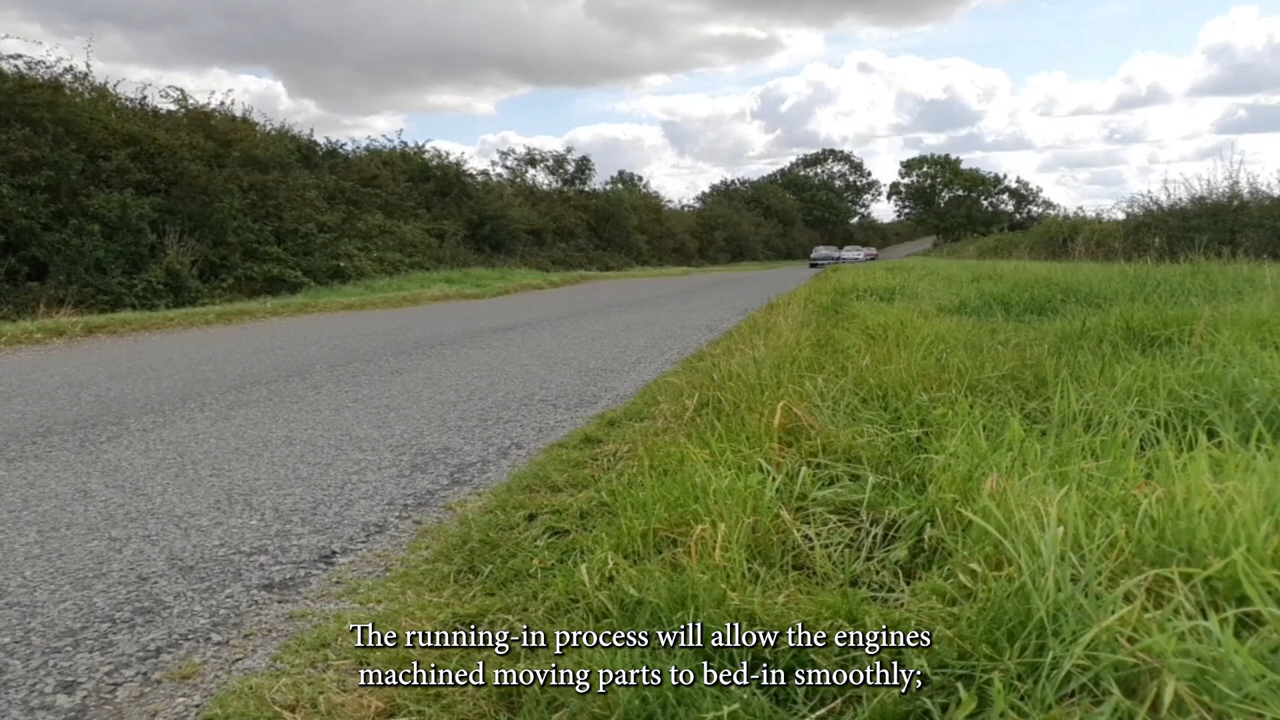 The running-in process will allow the engines
machined moving parts to bed-in smoothly;